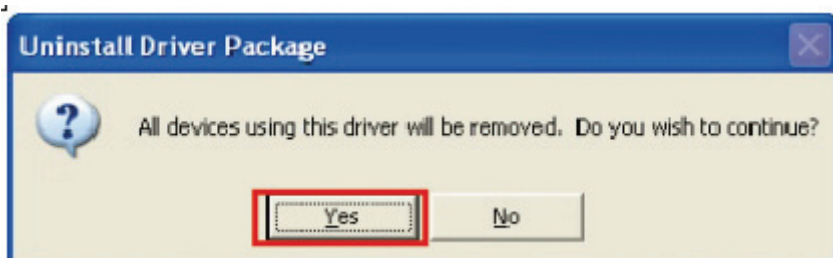 Uninstall Driver Package
All devices using this driver will be removed. Do you wish to continue?
Yes
No